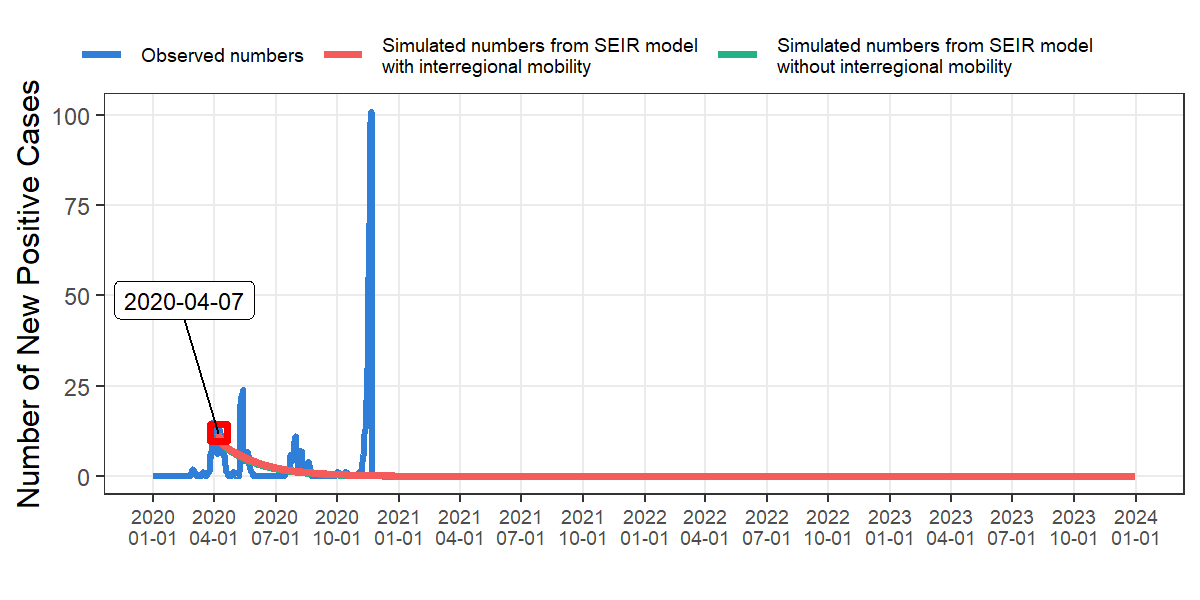 Observed numbers
Simulated numbers from SEIR model
with interregional mobility
Simulated numbers from SEIR model
without interregional mobility
Number of New Positive Cases
100
75
50
25
0
2020-04-07
2020 2020 2020 2020 2021 2021 2021 2021 2022 2022 2022 2022 2023 2023 2023 2023 2024
01-01 04-01 07-01 10-01 01-01 04-01 07-01 10-01 01-01 04-01 07-01 10-01 01-01 04-01 07-01 10-01 01-01